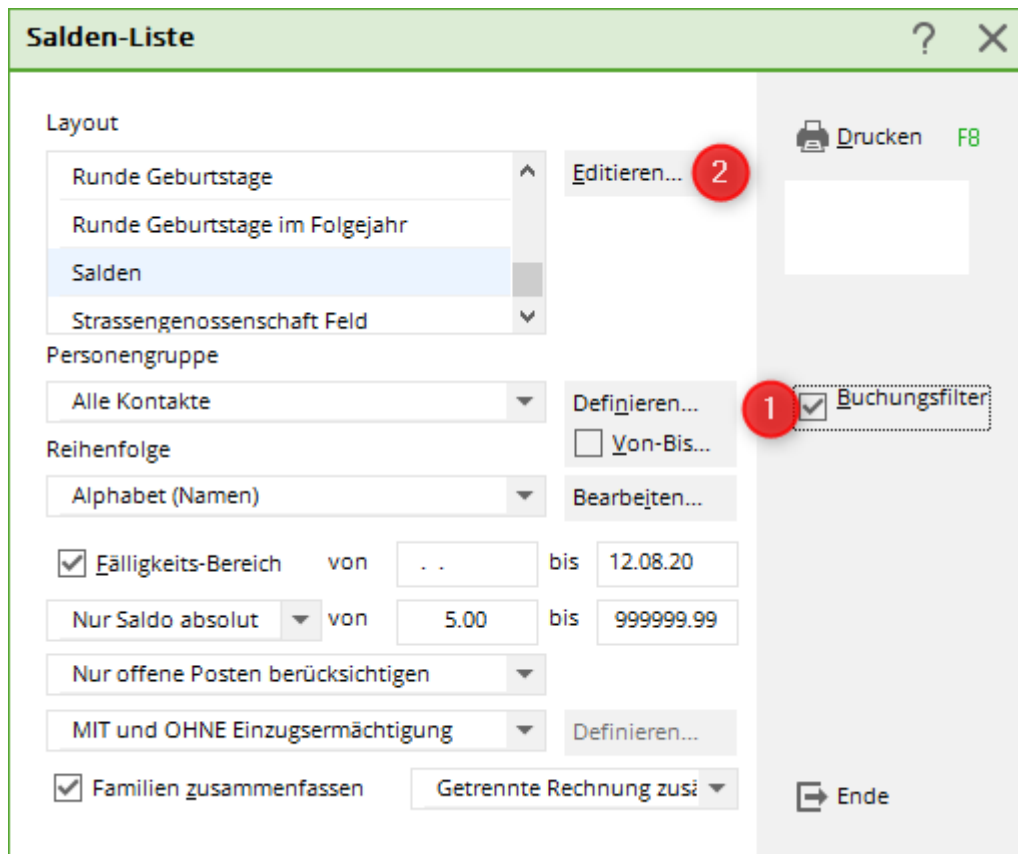 Salden-Liste ?
Layout
Runde Geburtstage
Runde Geburtstage im Folgejahr
Salden
Strassengenossenschaft Feld
Editieren... 2
Drucken F8
Personengruppe
Alle Kontakte
Definieren...
1 Buchungsfilter
Von-Bis...
Reihenfolge
Alphabet (Namen)
Bearbeiten...
Fälligkeits-Bereich von . . bis 12.08.20
Nur Saldo absolut von 5.00 bis 999999.99
Nur offene Posten berücksichtigen
MIT und OHNE Einzugsermächtigung Definieren...
Familien zusammenfassen Getrennte Rechnung zusä
Ende